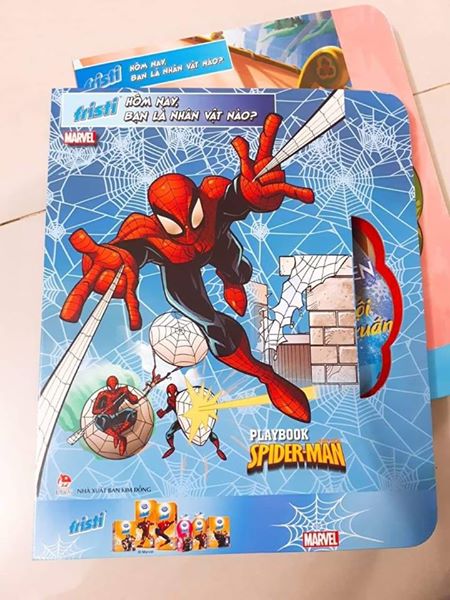 fristi
HÔM NAY,
BẠN LÀ NHÂN VẬT NÀO?
fristi
HÔM NAY,
BẠN LÀ NHÂN VẬT NÀO?
MARVEL
PLAYBOOK
SPIDER-MAN
NHÀ XUẤT BẢN KIM ĐỒNG
fristi
© Marvel
MARVEL